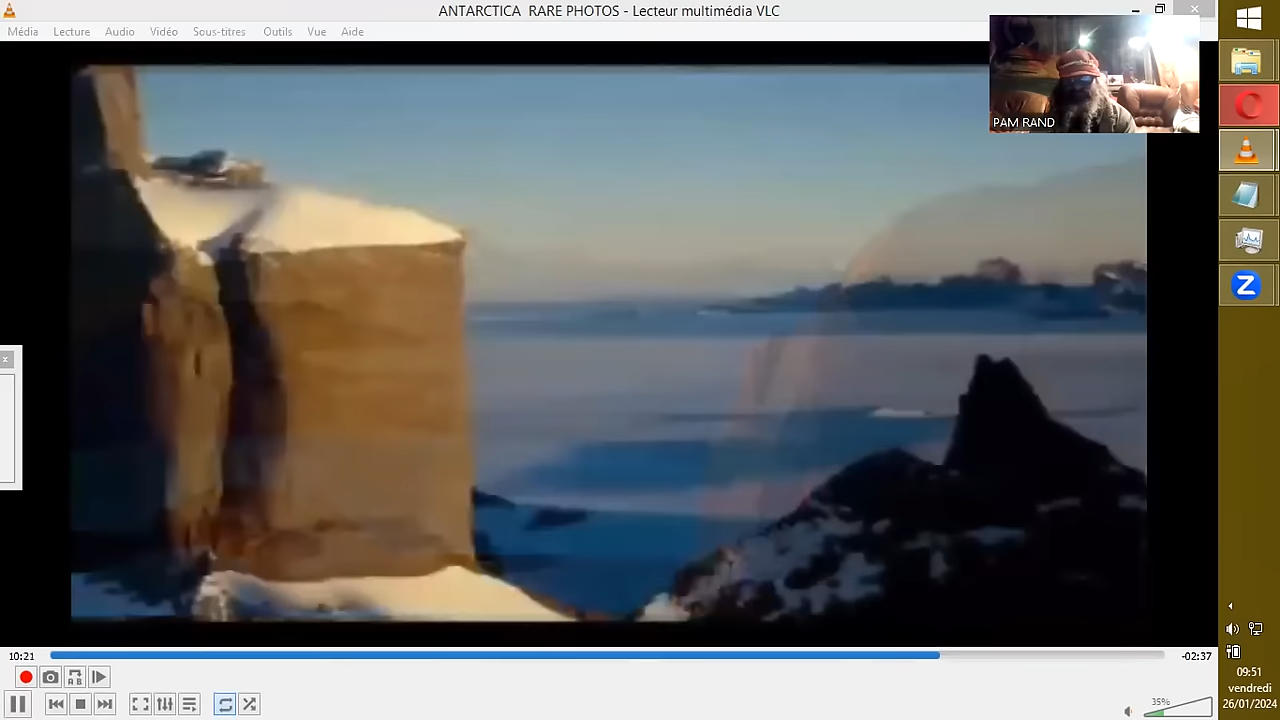 ANTARCTICA RARE PHOTOS - Lecteur multimédia VLC
Média Lecture Audio Vidéo Sous-titres Outils Vue Aide
PAM RAND
10:21
-02:37
35%
09:51
vendredi
26/01/2024